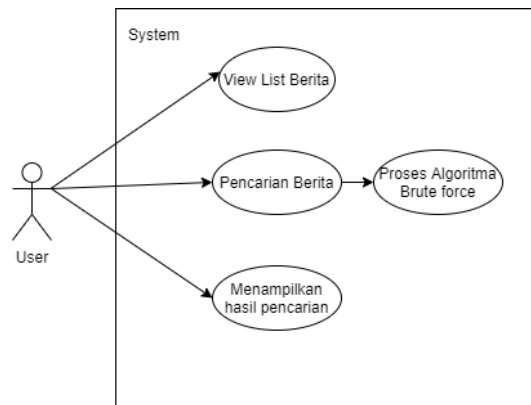 System
View List Berita
Pencarian Berita
Proses Algoritma
Brute force
User
Menampilkan
hasil pencarian